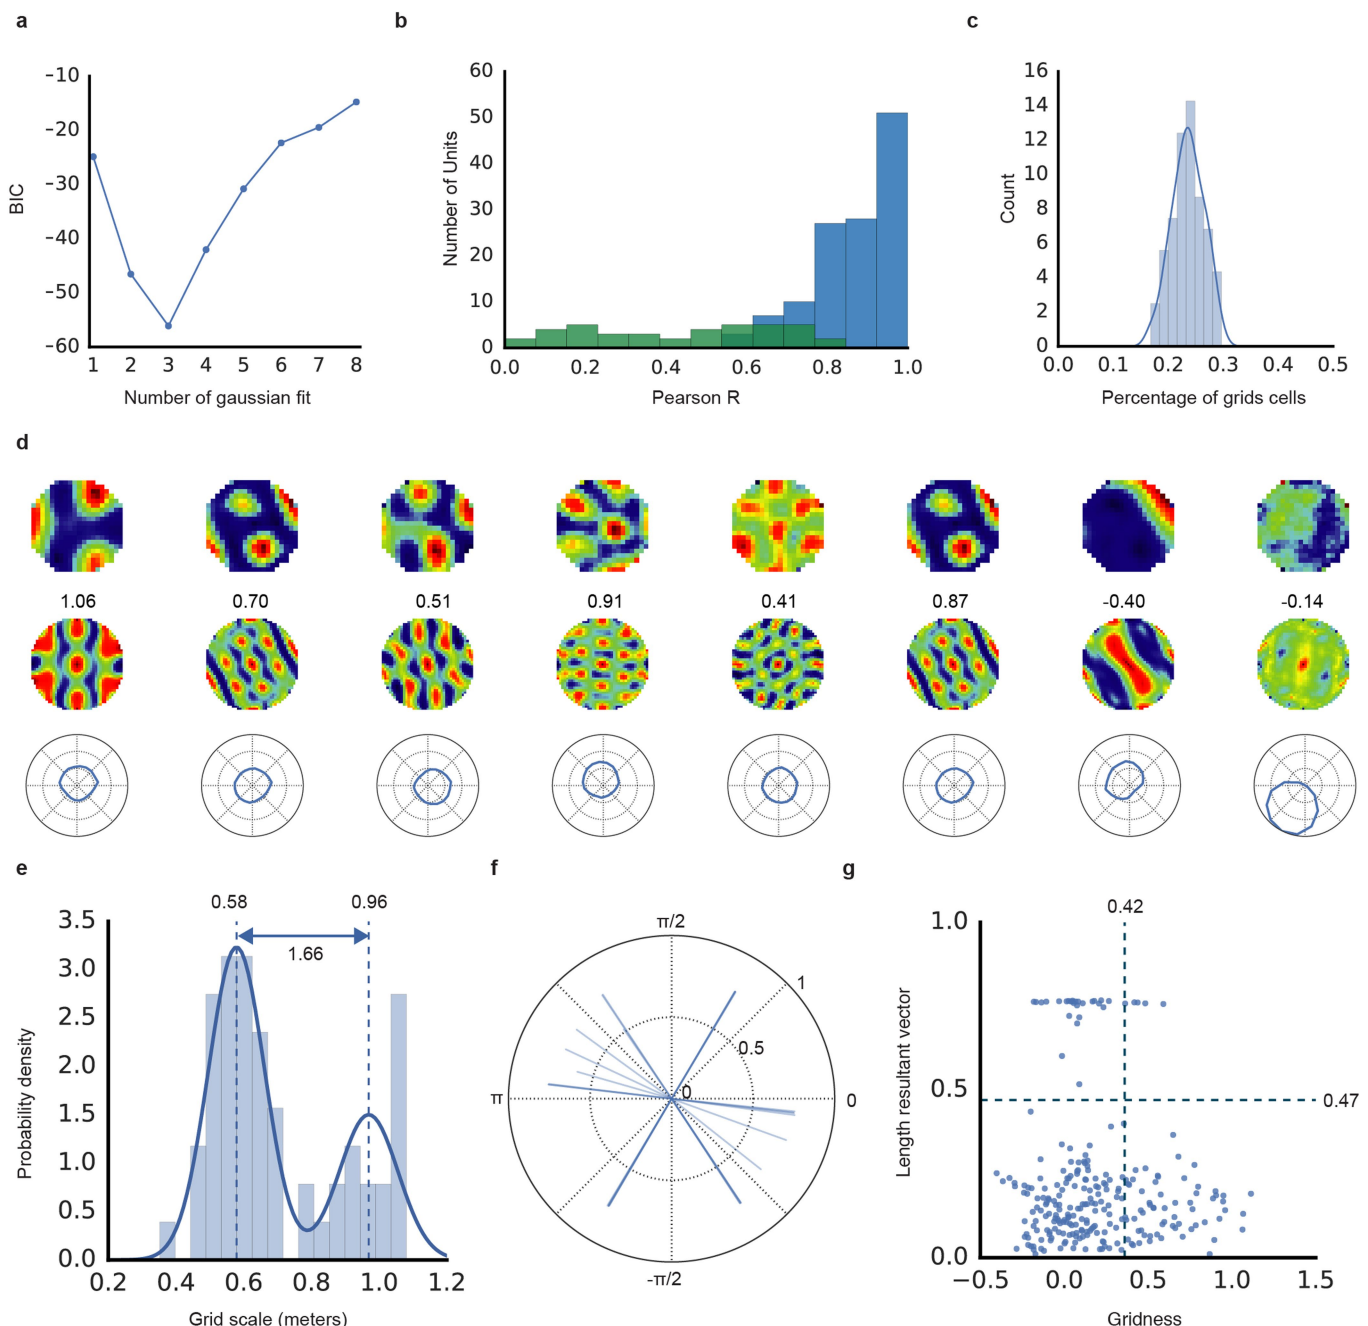 a
b
c
BIC
-10
-20
-30
-40
-50
-60
1 2 3 4 5 6 7 8
Number of gaussian fit
Number of Units
60
50
40
30
20
10
0
0.0 0.2 0.4 0.6 0.8 1.0
Pearson R
Count
16
14
12
10
8
6
4
2
0
0.0 0.1 0.2 0.3 0.4 0.5
Percentage of grids cells
d
1.06 0.70 0.51 0.91 0.41 0.87 -0.40 -0.14
e
f
g
0.58 0.96
1.66
Probability density
3.5
3.0
2.5
2.0
1.5
1.0
0.5
0.0
0.2 0.4 0.6 0.8 1.0 1.2
Grid scale (meters)
π/2
1
0.5
0
π
0
-π/2
0.42
Length resultant vector
1.0
0.5
0.0
0.47
−0.5 0.0 0.5 1.0 1.5
Gridness